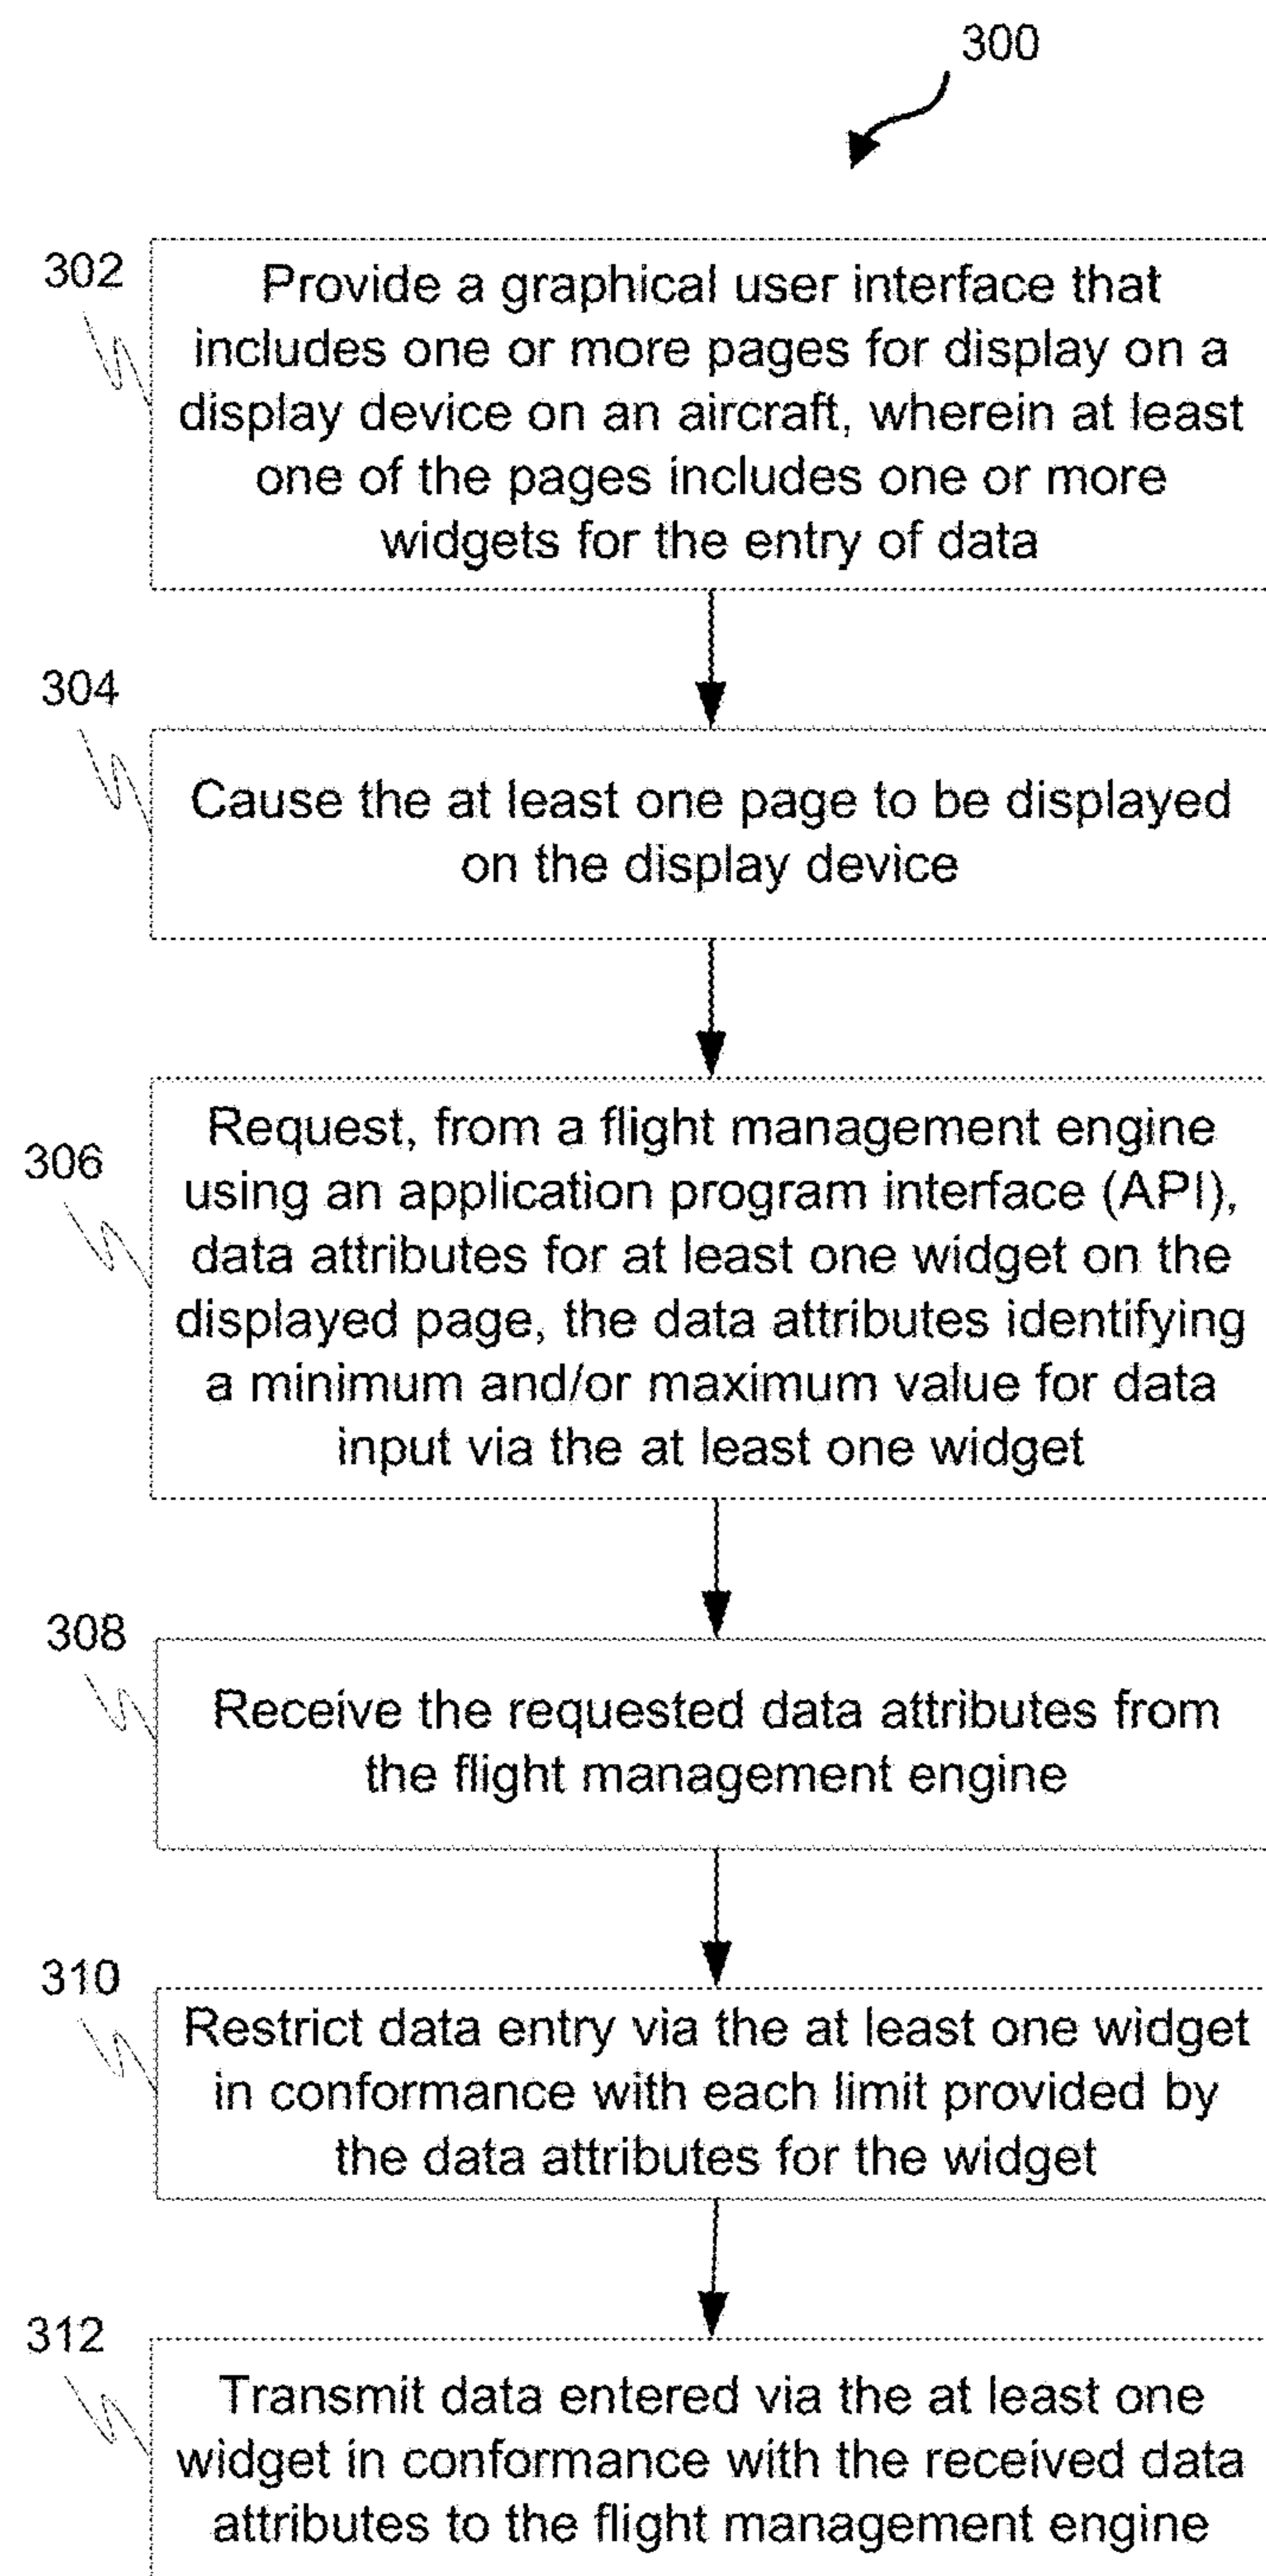 300
302
Provide a graphical user interface that
includes one or more pages for display on a
display device on an aircraft, wherein at least
one of the pages includes one or more
widgets for the entry of data
304
Cause the at least one page to be displayed
on the display device
306
Request, from a flight management engine
using an application program interface (API),
data attributes for at least one widget on the
displayed page, the data attributes identifying
a minimum and/or maximum value for data
input via the at least one widget
308
Receive the requested data attributes from
the flight management engine
310
Restrict data entry via the at least one widget
in conformance with each limit provided by
the data attributes for the widget
312
Transmit data entered via the at least one
widget in conformance with the received data
attributes to the flight management engine